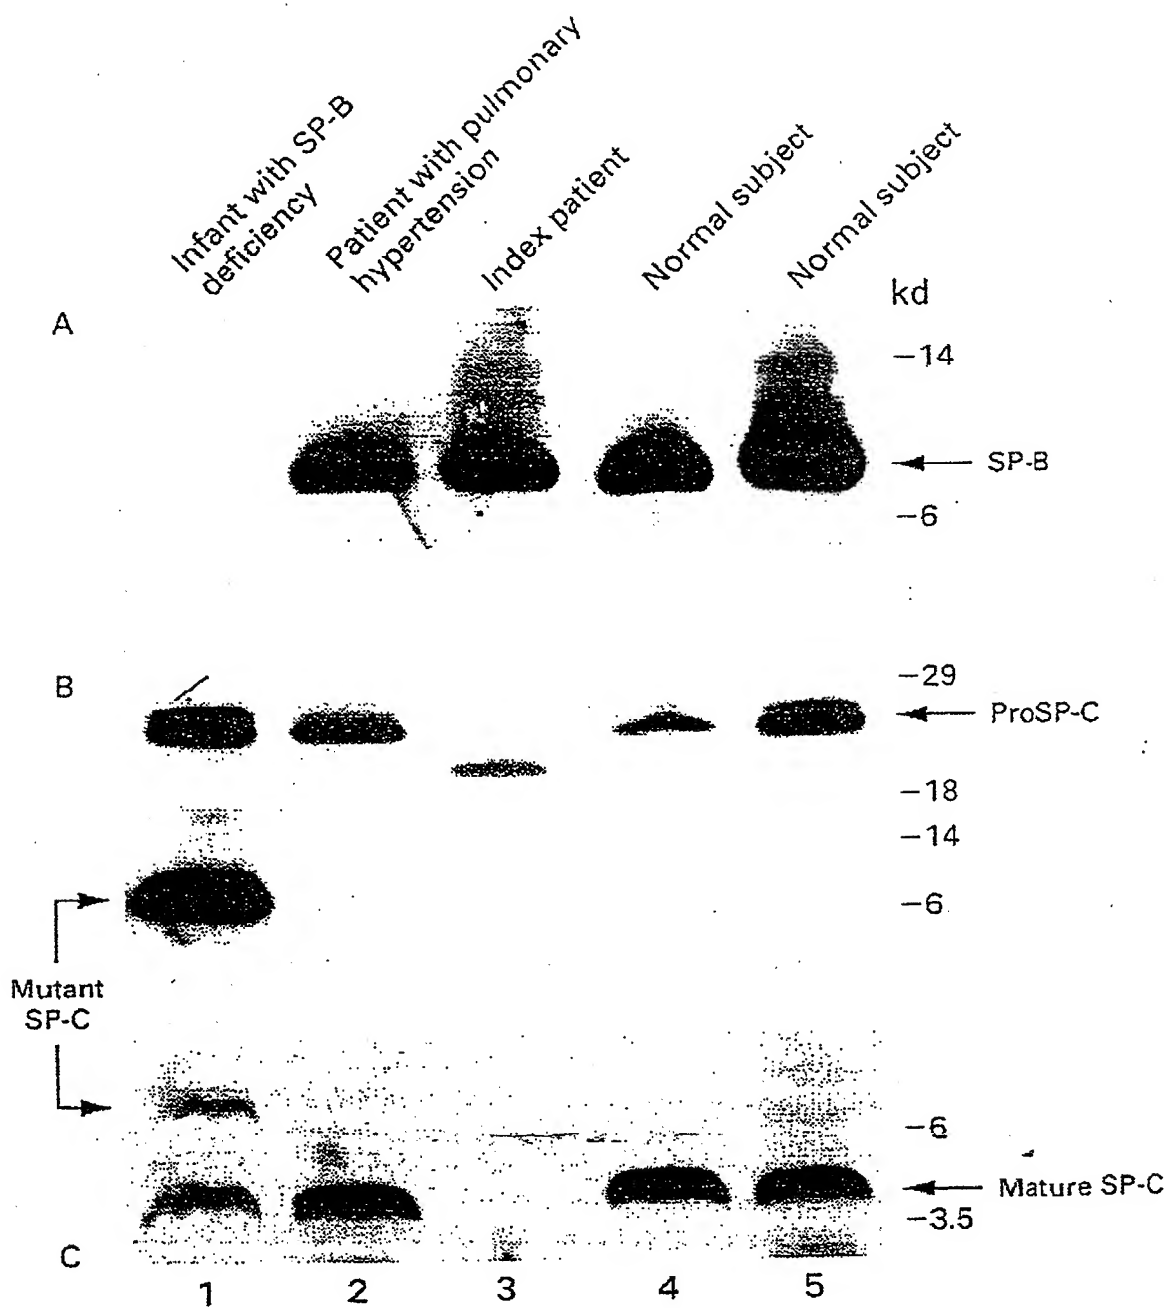 Infant with SP-B
deficiency
Patient with pulmonary
hypertension
Index patient
Normal subject
Normal subject
kd
A
−14
SP-B
−6
B
−29
ProSP-C
−18
−14
−6
Mutant
SP-C
−6
Mature SP-C
−3.5
C
1 2 3 4 5